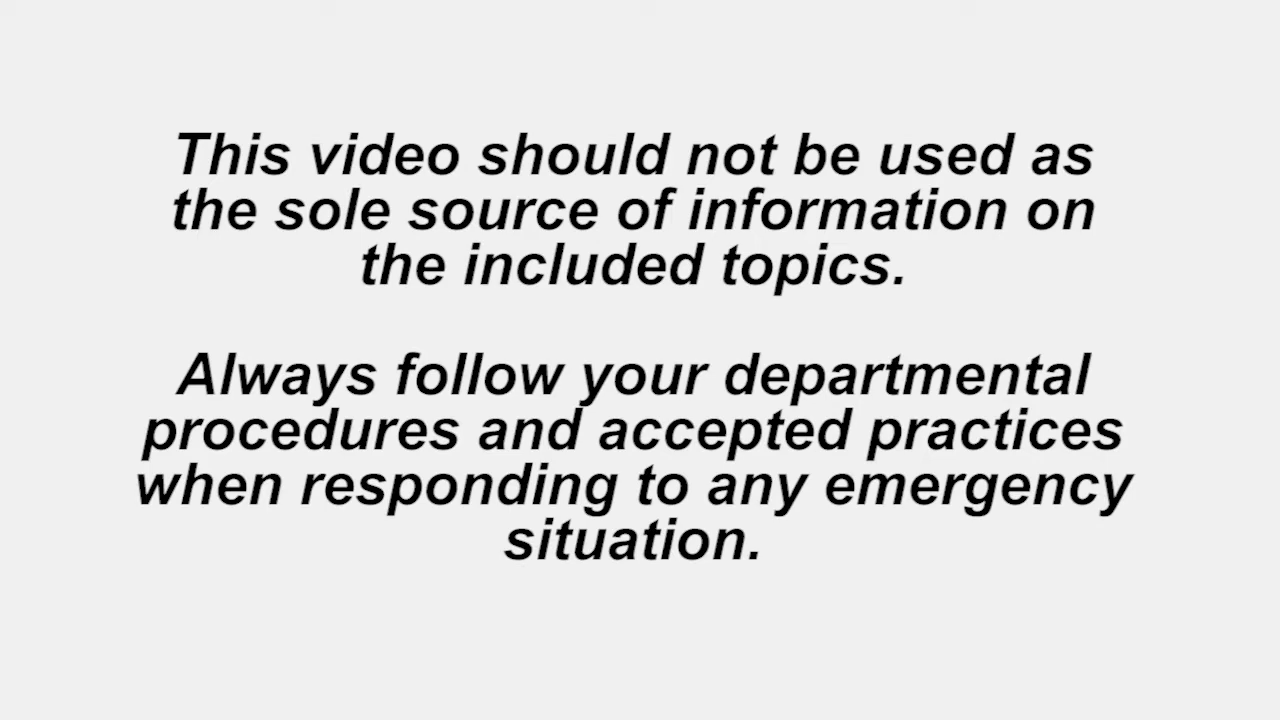 This video should not be used as
the sole source of information on
the included topics.
Always follow your departmental
procedures and accepted practices
when responding to any emergency
situation.